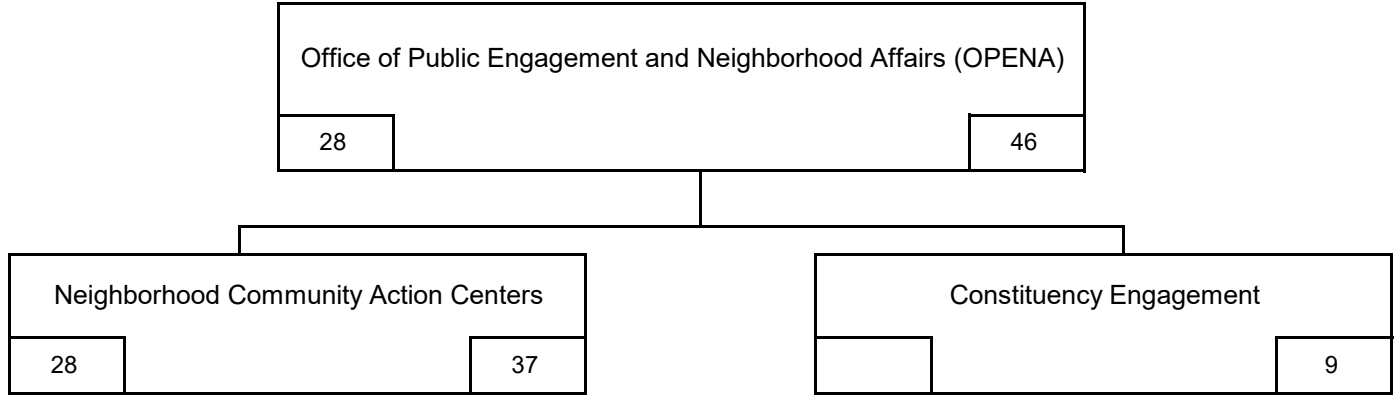 Office of Public Engagement and Neighborhood Affairs (OPENA)
28
46
Neighborhood Community Action Centers
28
37
Constituency Engagement
9